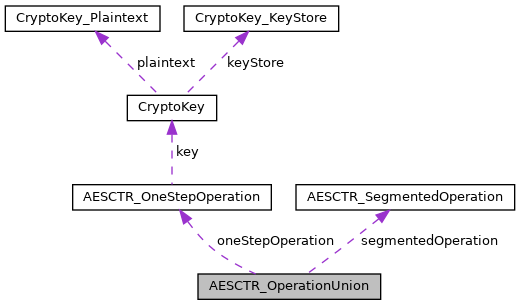 CryptoKey_Plaintext
CryptoKey_KeyStore
plaintext
keyStore
CryptoKey
key
AESCTR_OneStepOperation
AESCTR_SegmentedOperation
oneStepOperation
segmentedOperation
AESCTR_OperationUnion